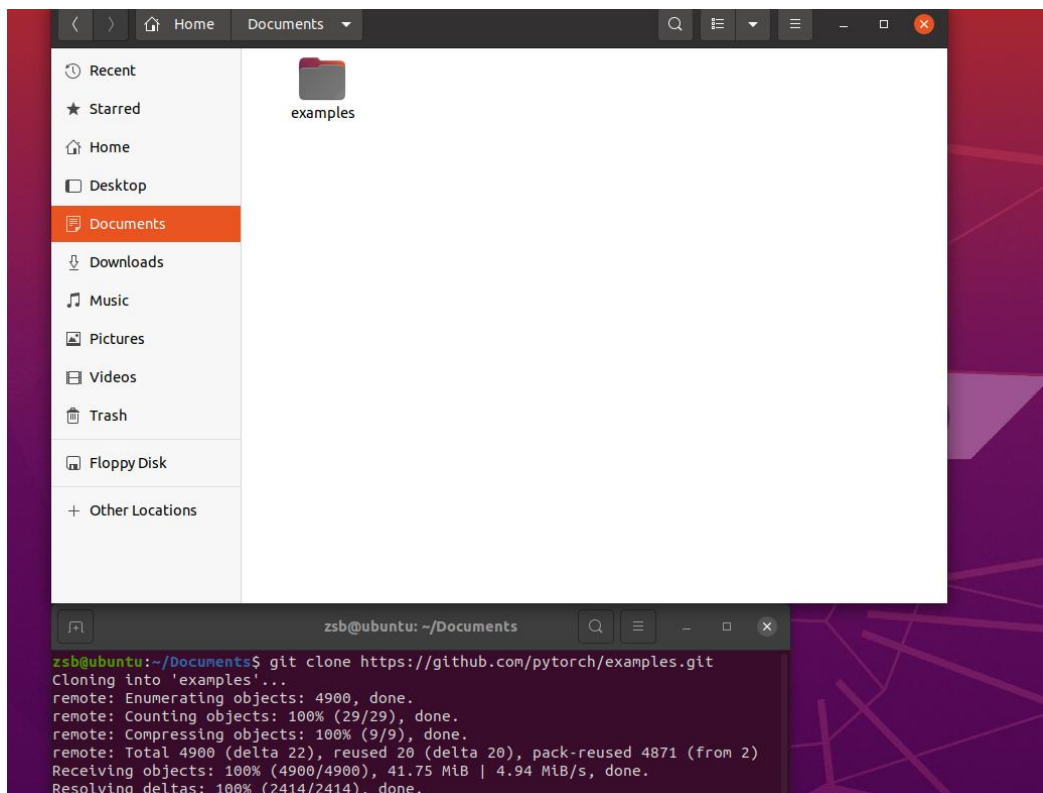 Home Documents
Recent
Starred
Home
Desktop
Documents
Downloads
Music
Pictures
Videos
Trash
Floppy Disk
Other Locations
examples
zsb@ubuntu: ~/Documents
zsb@ubuntu:~/Documents$ git clone https://github.com/pytorch/examples.git
Cloning into 'examples'...
remote: Enumerating objects: 4900, done.
remote: Counting objects: 100% (29/29), done.
remote: Compressing objects: 100% (9/9), done.
remote: Total 4900 (delta 22), reused 20 (delta 20), pack-reused 4871 (from 2)
Receiving objects: 100% (4900/4900), 41.75 MiB | 4.94 MiB/s, done.
Resolving deltas: 100% (2414/2414), done.